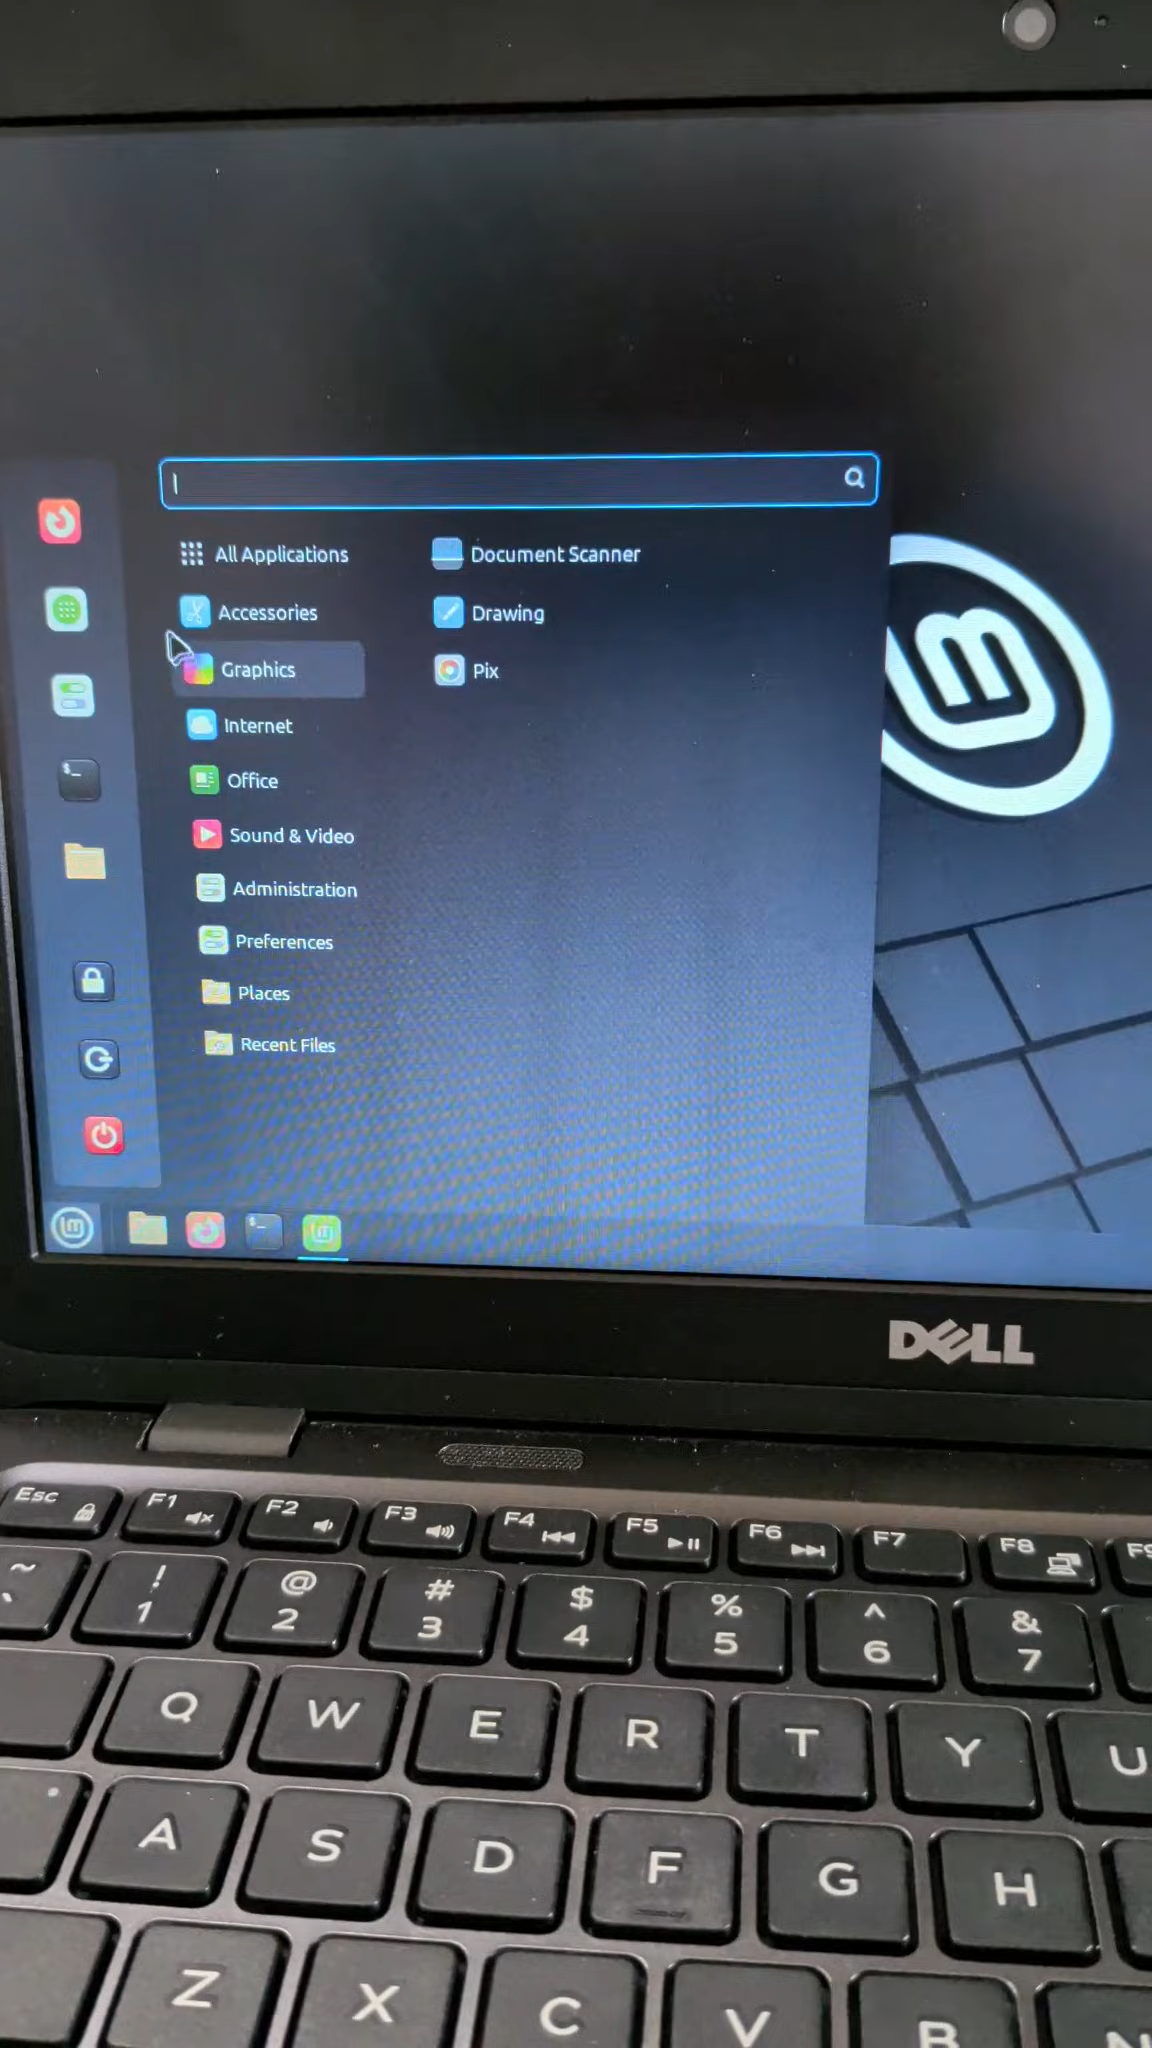 All Applications
Document Scanner
Accessories
Drawing
Graphics
Pix
Internet
Office
Sound & Video
Administration
Preferences
Places
Recent Files
DELL
Esc F1 F2 F3 F4 F5 F6 F7 F8 F9
~ ! @ # $ % ^ &
` 1 2 3 4 5 6 7
Q W E R T Y U
A S D F G H
Z X C V B N